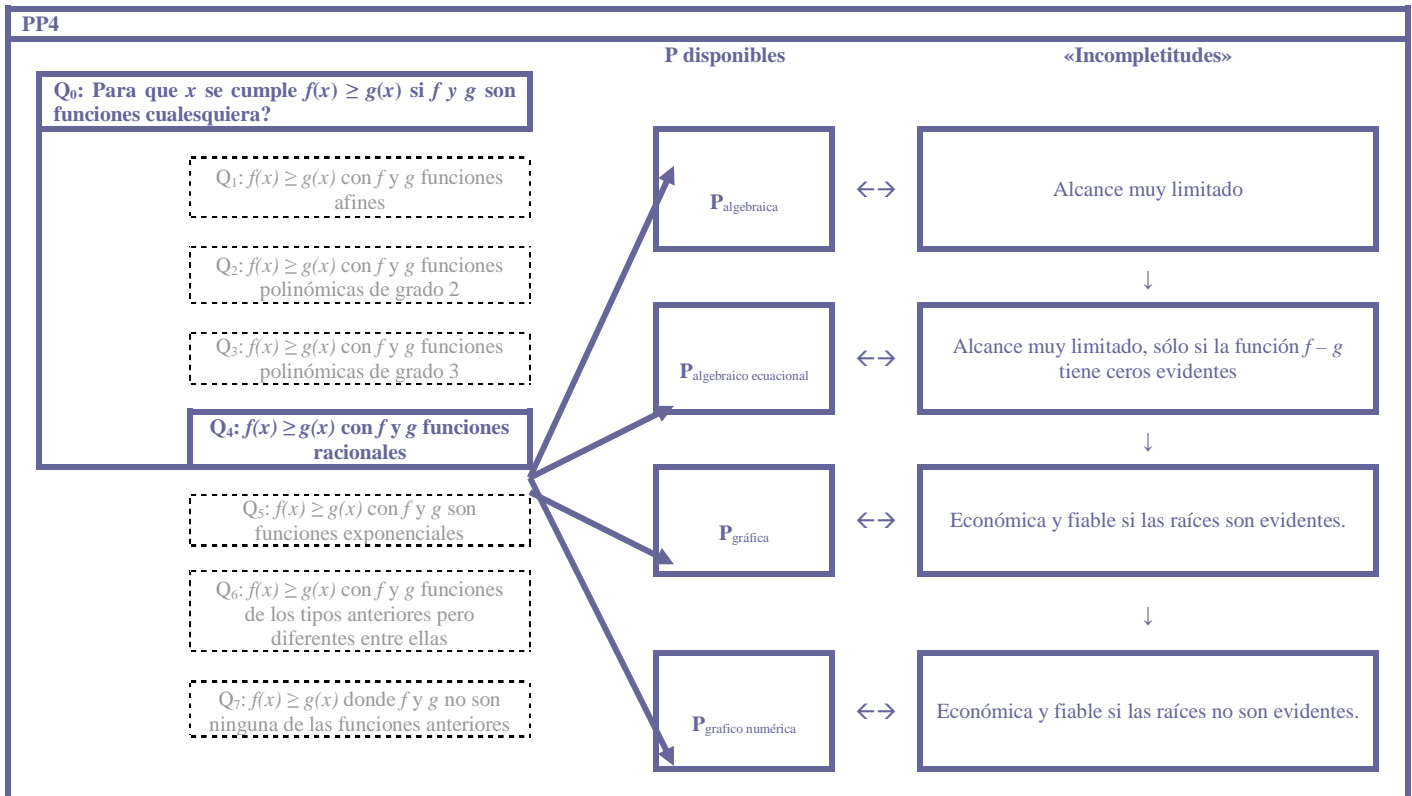 PP4
P disponibles
«Incompletitudes»
Q₀: Para que x se cumple f(x) ≥ g(x) si f y g son
funciones cualesquiera?
Q₁: f(x) ≥ g(x) con f y g funciones
afines
Q₂: f(x) ≥ g(x) con f y g funciones
polinómicas de grado 2
Q₃: f(x) ≥ g(x) con f y g funciones
polinómicas de grado 3
Q₄: f(x) ≥ g(x) con f y g funciones
racionales
Q₅: f(x) ≥ g(x) con f y g son
funciones exponenciales
Q₆: f(x) ≥ g(x) con f y g funciones
de los tipos anteriores pero
diferentes entre ellas
Q₇: f(x) ≥ g(x) donde f y g no son
ninguna de las funciones anteriores
P algebraica
←→
Alcance muy limitado
↓
P algebraico ecuacional
←→
Alcance muy limitado, sólo si la función f – g
tiene ceros evidentes
↓
P gráfica
←→
Económica y fiable si las raíces son evidentes.
↓
P grafico numérica
←→
Económica y fiable si las raíces no son evidentes.